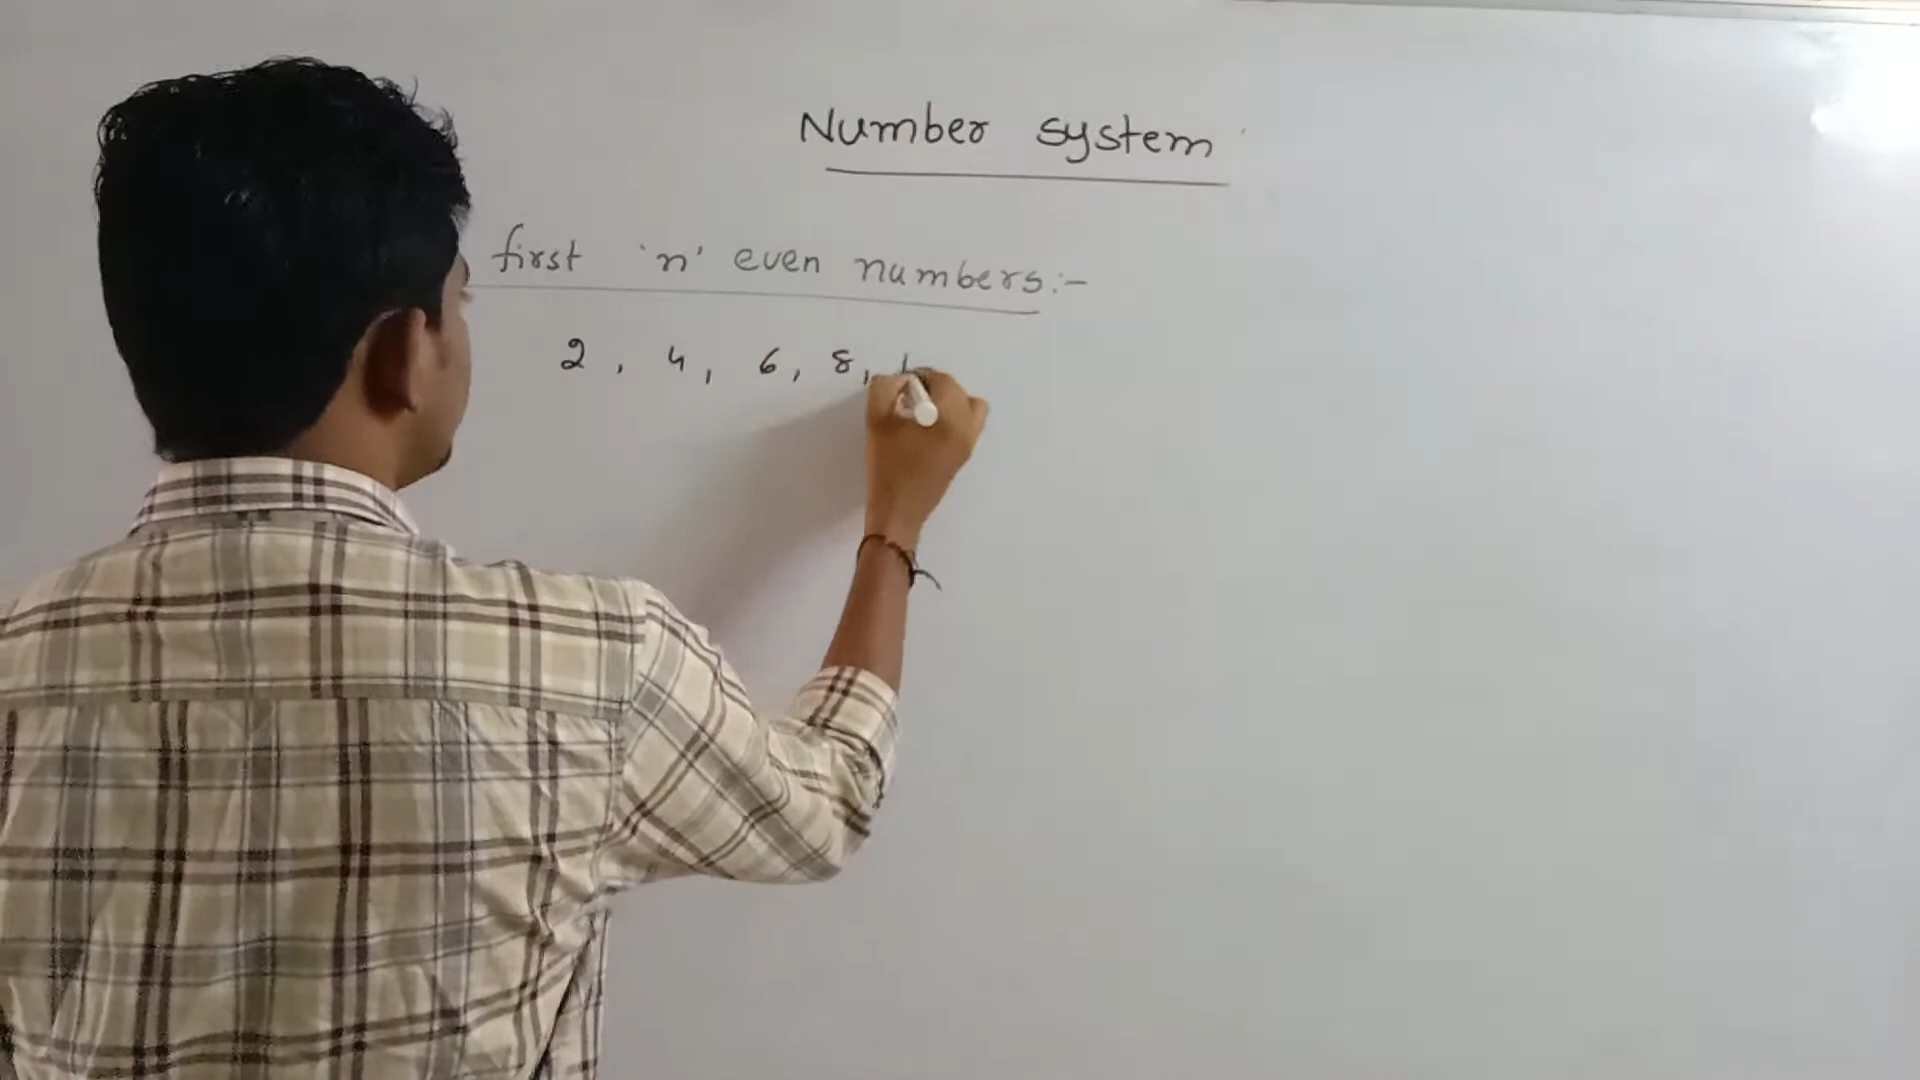 Number system
first 'n' even numbers:-
2, 4, 6, 8,